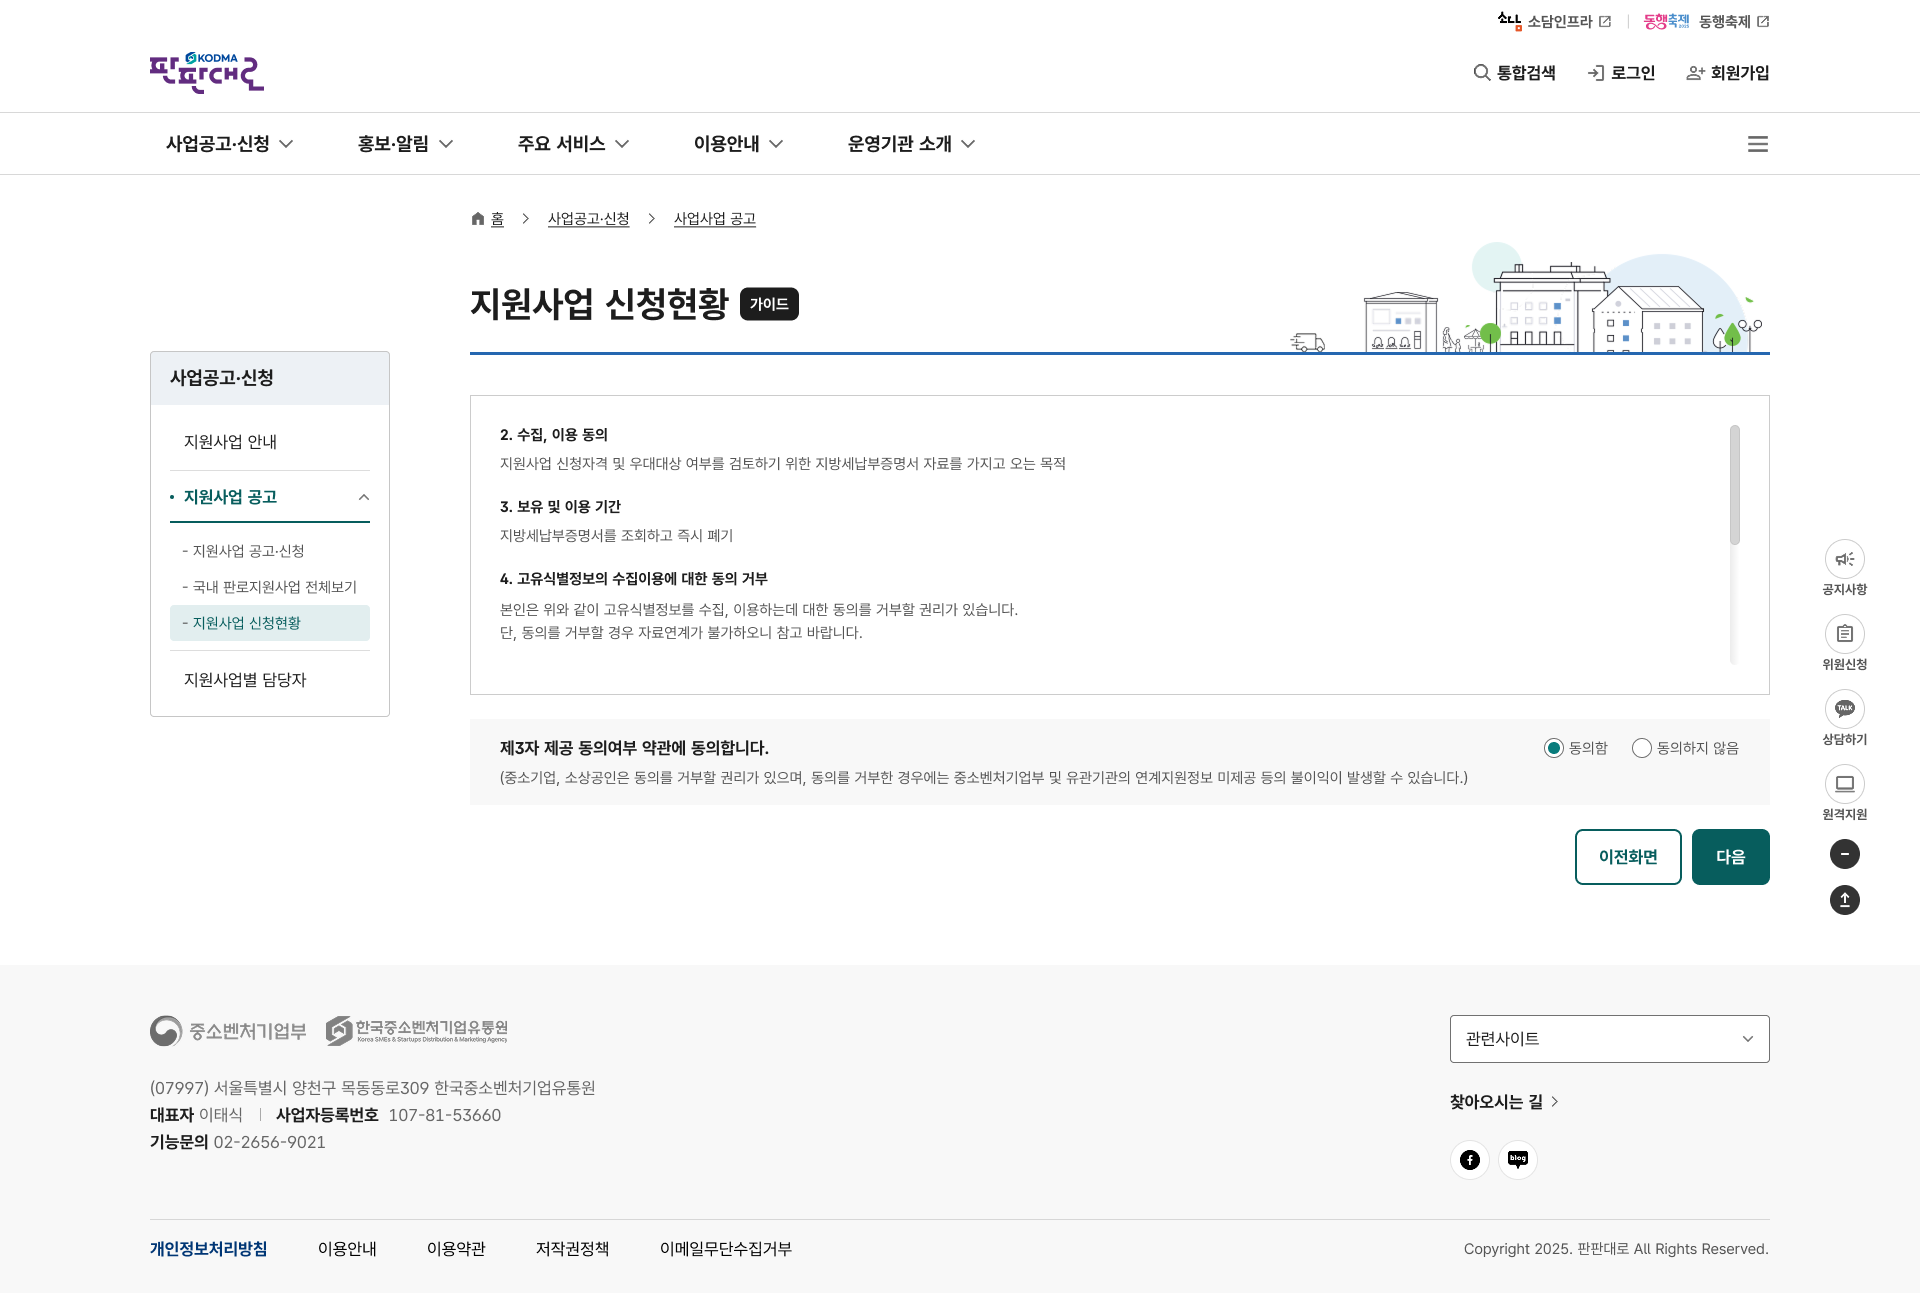 소담
소담인프라
동행축제 2025
동행축제
KODMA
판판대로
통합검색
로그인
회원가입
사업공고·신청
홍보·알림
주요 서비스
이용안내
운영기관 소개
홈
사업공고·신청
사업사업 공고
지원사업 신청현황
가이드
사업공고·신청
지원사업 안내
지원사업 공고
- 지원사업 공고·신청
- 국내 판로지원사업 전체보기
- 지원사업 신청현황
지원사업별 담당자
2. 수집, 이용 동의
지원사업 신청자격 및 우대대상 여부를 검토하기 위한 지방세납부증명서 자료를 가지고 오는 목적
3. 보유 및 이용 기간
지방세납부증명서를 조회하고 즉시 폐기
4. 고유식별정보의 수집이용에 대한 동의 거부
본인은 위와 같이 고유식별정보를 수집, 이용하는데 대한 동의를 거부할 권리가 있습니다.
단, 동의를 거부할 경우 자료연계가 불가하오니 참고 바랍니다.
제3자 제공 동의여부 약관에 동의합니다.
동의함
동의하지 않음
(중소기업, 소상공인은 동의를 거부할 권리가 있으며, 동의를 거부한 경우에는 중소벤처기업부 및 유관기관의 연계지원정보 미제공 등의 불이익이 발생할 수 있습니다.)
이전화면
다음
공지사항
위원신청
TALK
상담하기
원격지원
중소벤처기업부
한국중소벤처기업유통원
Korea SMEs & Startups Distribution & Marketing Agency
(07997) 서울특별시 양천구 목동동로309 한국중소벤처기업유통원
대표자 이태식
사업자등록번호 107-81-53660
기능문의 02-2656-9021
관련사이트
찾아오시는 길
blog
개인정보처리방침
이용안내
이용약관
저작권정책
이메일무단수집거부
Copyright 2025. 판판대로 All Rights Reserved.